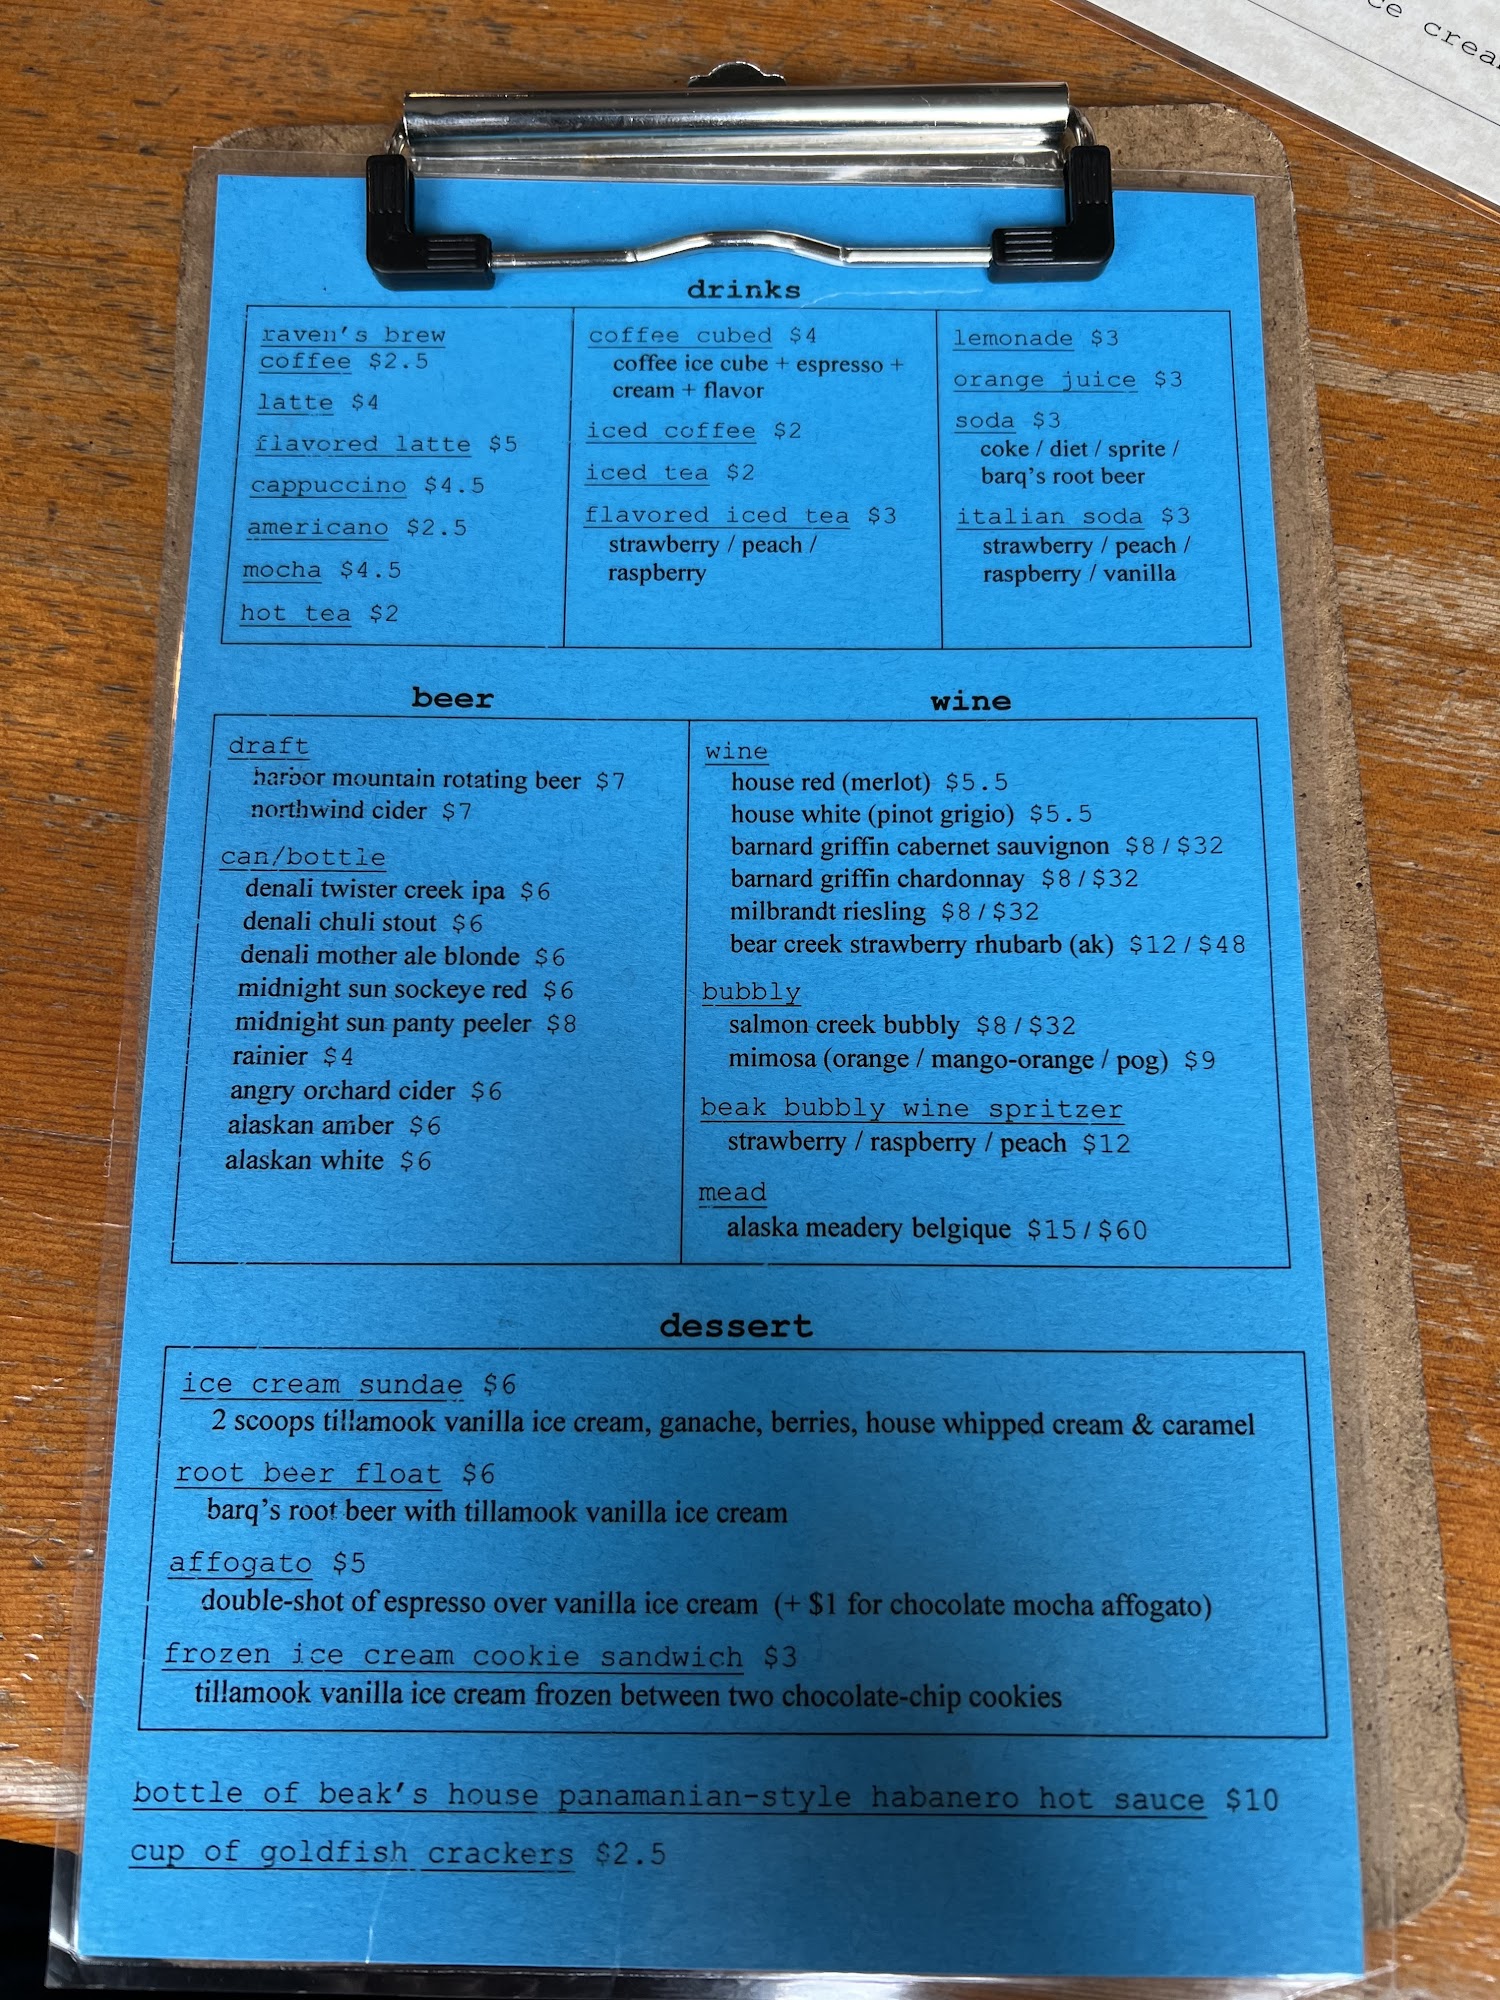 ce crea
drinks
raven's brew
coffee $2.5
latte $4
flavored latte $5
cappuccino $4.5
americano $2.5
mocha $4.5
hot tea $2
coffee cubed $4
coffee ice cube + espresso +
cream + flavor
iced coffee $2
iced tea $2
flavored iced tea $3
strawberry / peach /
raspberry
lemonade $3
orange juice $3
soda $3
coke / diet / sprite /
barq's root beer
italian soda $3
strawberry / peach /
raspberry / vanilla
beer
draft
harbor mountain rotating beer $7
northwind cider $7
can/bottle
denali twister creek ipa $6
denali chuli stout $6
denali mother ale blonde $6
midnight sun sockeye red $6
midnight sun panty peeler $8
rainier $4
angry orchard cider $6
alaskan amber $6
alaskan white $6
wine
wine
house red (merlot) $5.5
house white (pinot grigio) $5.5
barnard griffin cabernet sauvignon $8/$32
barnard griffin chardonnay $8/$32
milbrandt riesling $8/$32
bear creek strawberry rhubarb (ak) $12/$48
bubbly
salmon creek bubbly $8/$32
mimosa (orange / mango-orange / pog) $9
beak bubbly wine spritzer
strawberry / raspberry / peach $12
mead
alaska meadery belgique $15/$60
dessert
ice cream sundae $6
2 scoops tillamook vanilla ice cream, ganache, berries, house whipped cream & caramel
root beer float $6
barq's root beer with tillamook vanilla ice cream
affogato $5
double-shot of espresso over vanilla ice cream (+ $1 for chocolate mocha affogato)
frozen ice cream cookie sandwich $3
tillamook vanilla ice cream frozen between two chocolate-chip cookies
bottle of beak's house panamanian-style habanero hot sauce $10
cup of goldfish crackers $2.5